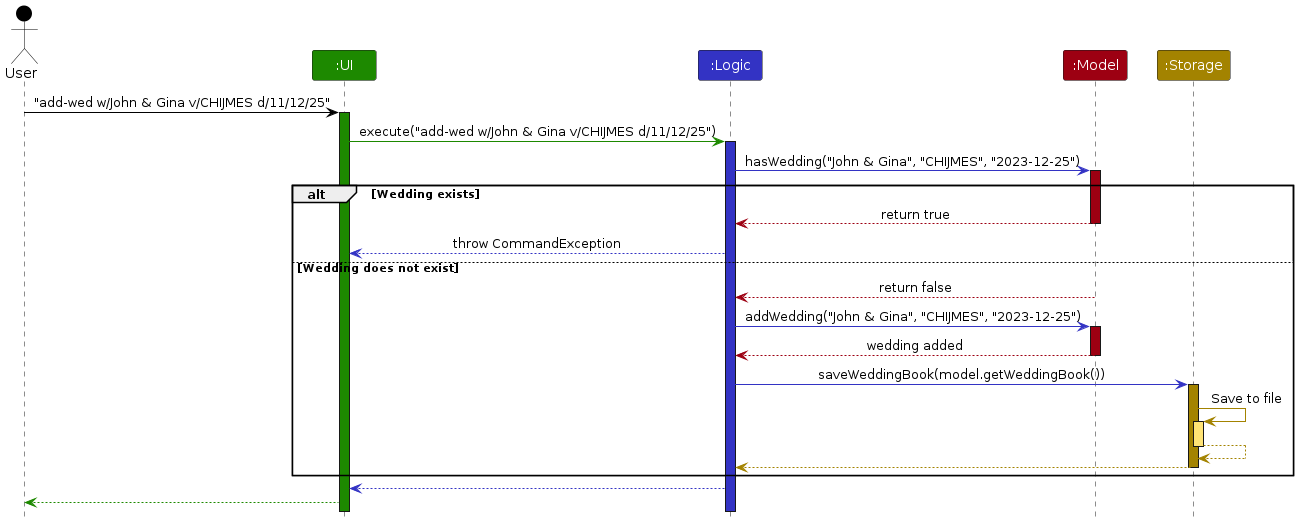 User
:UI
:Logic
:Model
:Storage
"add-wed w/John & Gina v/CHIJMES d/11/12/25"
execute("add-wed w/John & Gina v/CHIJMES d/11/12/25")
hasWedding("John & Gina", "CHIJMES", "2023-12-25")
alt [Wedding exists]
return true
throw CommandException
[Wedding does not exist]
return false
addWedding("John & Gina", "CHIJMES", "2023-12-25")
wedding added
saveWeddingBook(model.getWeddingBook())
Save to file